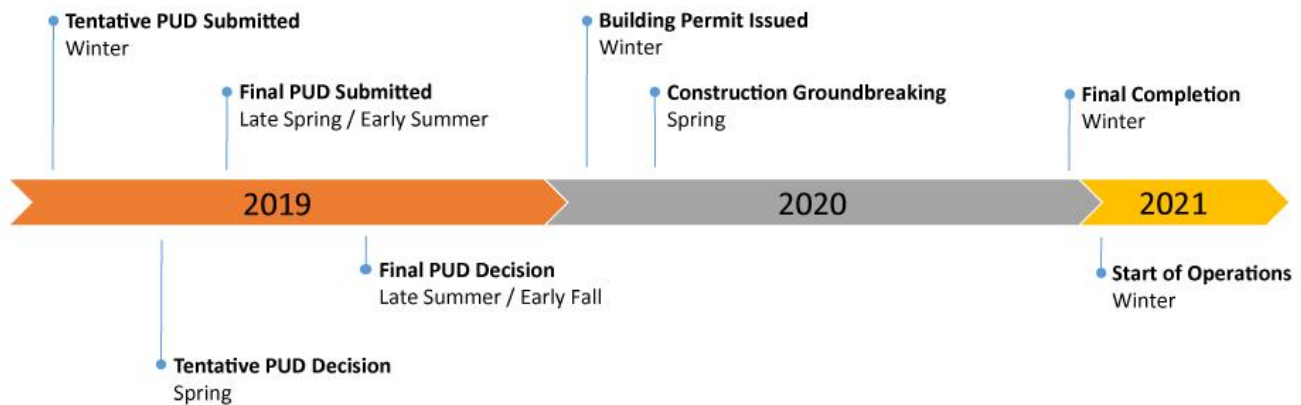 Tentative PUD Submitted
Winter
Building Permit Issued
Winter
Final PUD Submitted
Late Spring / Early Summer
Construction Groundbreaking
Spring
Final Completion
Winter
2019
2020
2021
Final PUD Decision
Late Summer / Early Fall
Start of Operations
Winter
Tentative PUD Decision
Spring